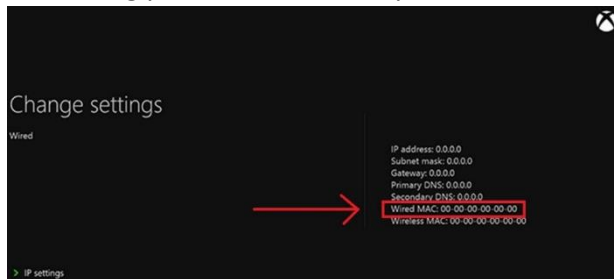 Change settings
Wired
IP address: 0.0.0.0
Subnet mask: 0.0.0.0
Gateway: 0.0.0.0
Primary DNS: 0.0.0.0
Secondary DNS: 0.0.0.0
Wired MAC: 00-00-00-00-00-00
Wireless MAC: 00-00-00-00-00-00
> IP settings